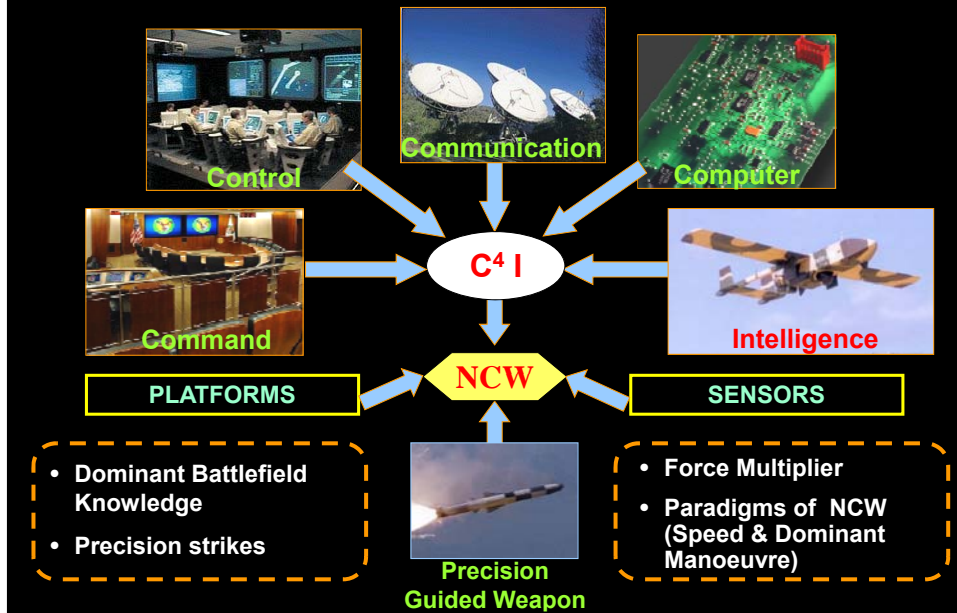 Control
Communication
Computer
C⁴ I
Command
Intelligence
NCW
PLATFORMS
SENSORS
• Dominant Battlefield
Knowledge
• Precision strikes
• Force Multiplier
• Paradigms of NCW
(Speed & Dominant
Manoeuvre)
Precision
Guided Weapon